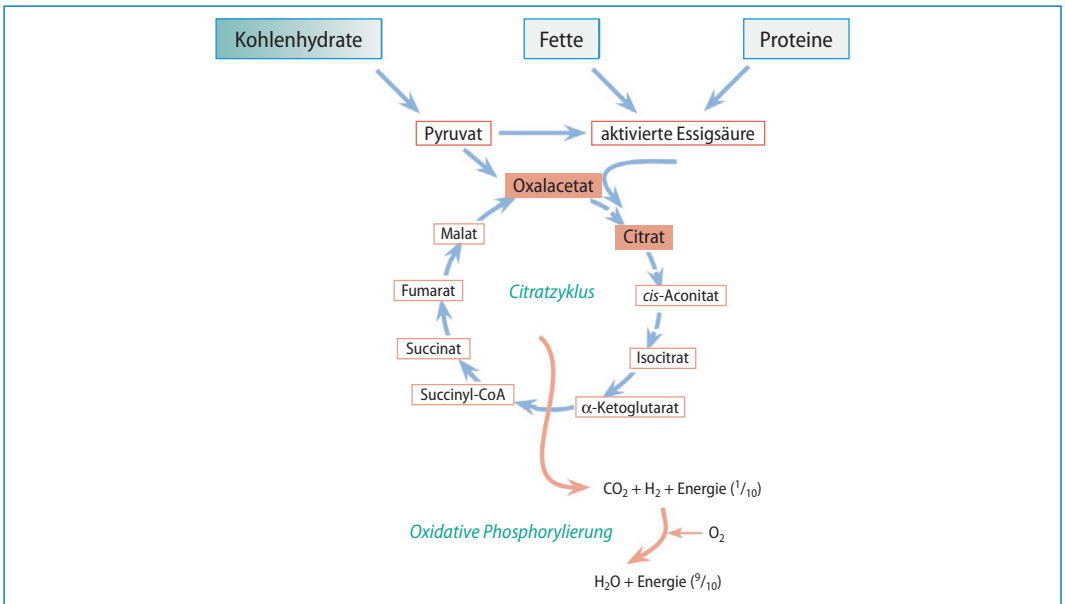 Kohlenhydrate Fette Proteine
Pyruvat aktivierte Essigsäure
Oxalacetat
Malat Citrat
Fumarat Citratzyklus cis-Aconitat
Succinat Isocitrat
Succinyl-CoA α-Ketoglutarat
CO₂ + H₂ + Energie (¹/₁₀)
Oxidative Phosphorylierung O₂
H₂O + Energie (⁹/₁₀)